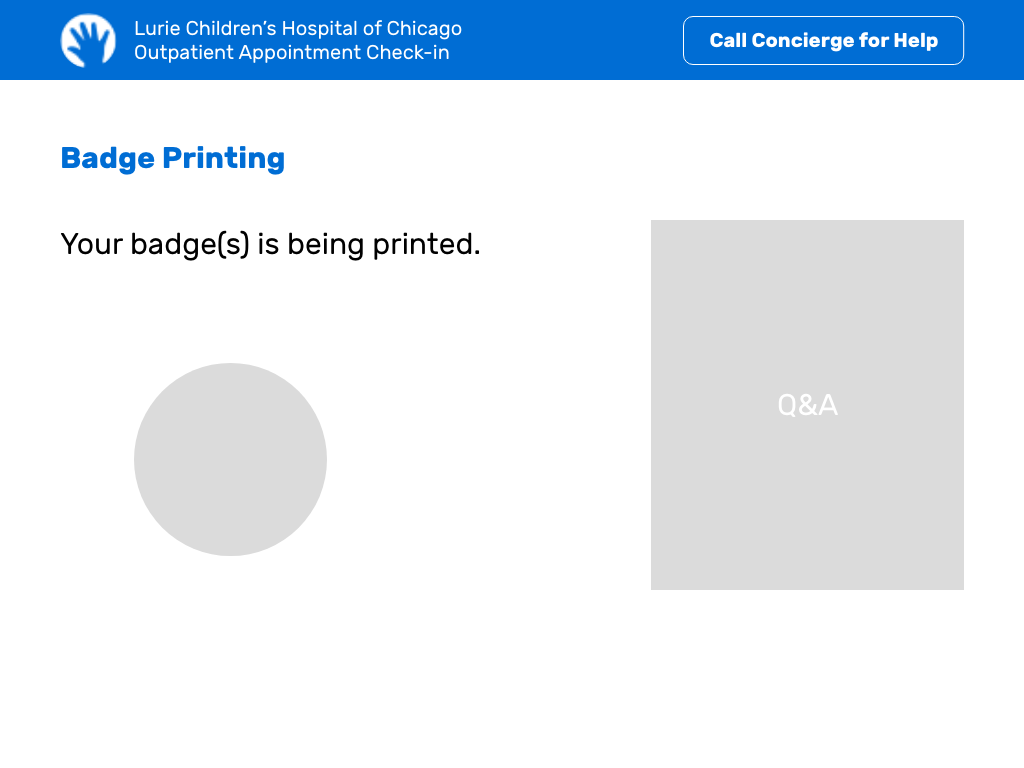 Lurie Children’s Hospital of Chicago
Outpatient Appointment Check-in
Call Concierge for Help
Badge Printing
Your badge(s) is being printed.
Q&A